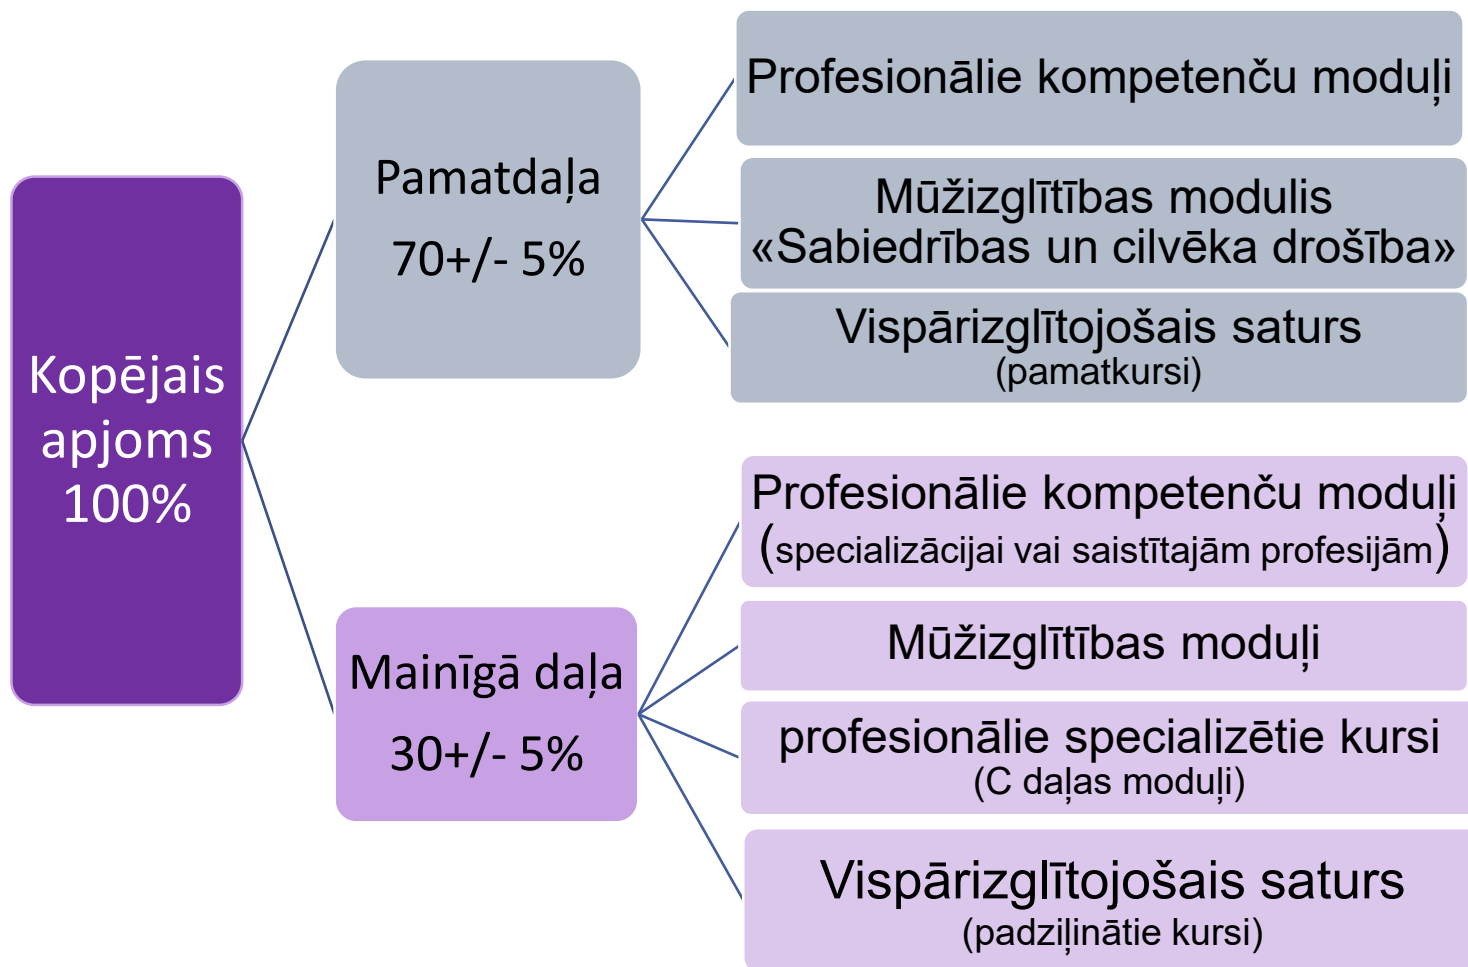 Kopējais
apjoms
100%
Pamatdaļa
70+/- 5%
Profesionālie kompetenču moduļi
Mūžizglītības modulis
«Sabiedrības un cilvēka drošība»
Vispārizglītojošais saturs
(pamatkursi)
Mainīgā daļa
30+/- 5%
Profesionālie kompetenču moduļi
(specializācijai vai saistītajām profesijām)
Mūžizglītības moduļi
profesionālie specializētie kursi
(C daļas moduļi)
Vispārizglītojošais saturs
(padziļinātie kursi)